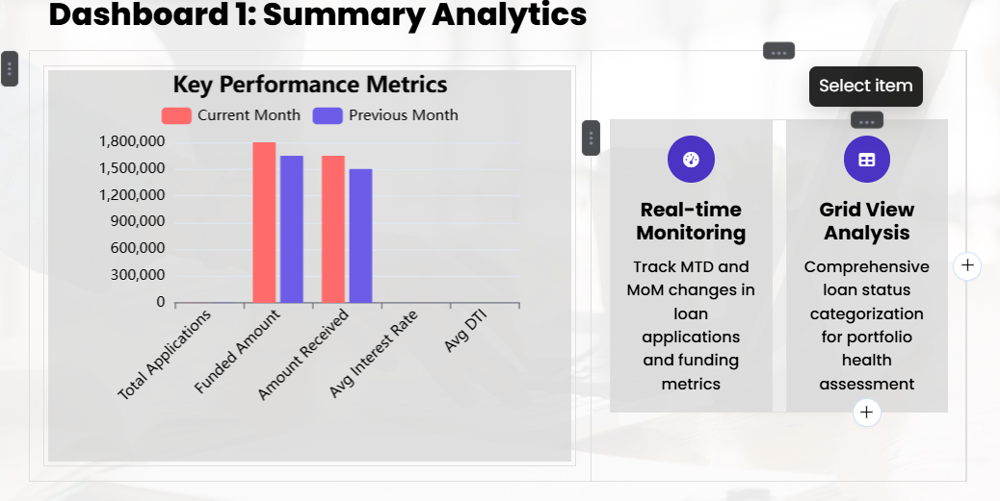 Dashboard 1: Summary Analytics
Key Performance Metrics
Current Month
Previous Month
1,800,000
1,500,000
1,200,000
900,000
600,000
300,000
0
Total Applications
Funded Amount
Amount Received
Avg Interest Rate
Avg DTI
Select item
Real-time
Monitoring
Track MTD and
MoM changes in
loan
applications
and funding
metrics
Grid View
Analysis
Comprehensive
loan status
categorization
for portfolio
health
assessment